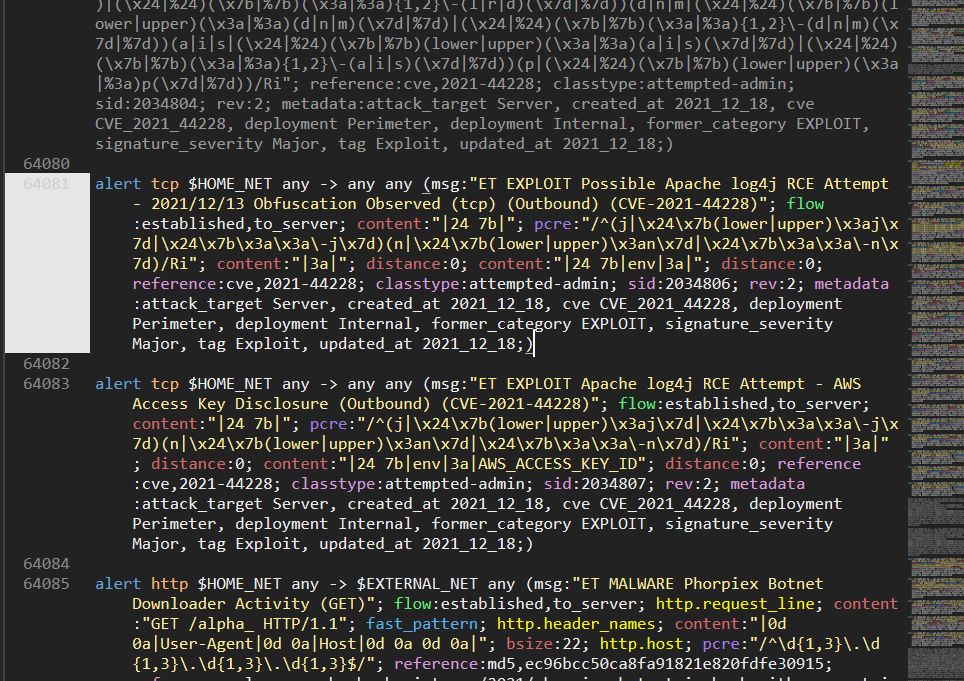 )|(\x24|%24)(\x7b|%7b)(\x3a|%3a){1,2}\-(l|r|d)(\x7d|%7d))(d|n|m|(\x24|%24)(\x7b|%7b)(l
ower|upper)(\x3a|%3a)(d|n|m)(\x7d|%7d)|(\x24|%24)(\x7b|%7b)(\x3a|%3a){1,2}\-(d|n|m)(\x
7d|%7d))(a|i|s|(\x24|%24)(\x7b|%7b)(lower|upper)(\x3a|%3a)(a|i|s)(\x7d|%7d)|(\x24|%24)
(\x7b|%7b)(\x3a|%3a){1,2}\-(a|i|s)(\x7d|%7d))(p|(\x24|%24)(\x7b|%7b)(lower|upper)(\x3a
|%3a)p(\x7d|%7d))/Ri"; reference:cve,2021-44228; classtype:attempted-admin;
sid:2034804; rev:2; metadata:attack_target Server, created_at 2021_12_18, cve
CVE_2021_44228, deployment Perimeter, deployment Internal, former_category EXPLOIT,
signature_severity Major, tag Exploit, updated_at 2021_12_18;)
64080
64081 alert tcp $HOME_NET any -> any any (msg:"ET EXPLOIT Possible Apache log4j RCE Attempt
- 2021/12/13 Obfuscation Observed (tcp) (Outbound) (CVE-2021-44228)"; flow
:established,to_server; content:"|24 7b|"; pcre:"/^(j|\x24\x7b(lower|upper)\x3aj\x
7d|\x24\x7b\x3a\x3a\-j\x7d)(n|\x24\x7b(lower|upper)\x3an\x7d|\x24\x7b\x3a\x3a\-n\x
7d)/Ri"; content:"|3a|"; distance:0; content:"|24 7b|env|3a|"; distance:0;
reference:cve,2021-44228; classtype:attempted-admin; sid:2034806; rev:2; metadata
:attack_target Server, created_at 2021_12_18, cve CVE_2021_44228, deployment
Perimeter, deployment Internal, former_category EXPLOIT, signature_severity
Major, tag Exploit, updated_at 2021_12_18;)
64082
64083 alert tcp $HOME_NET any -> any any (msg:"ET EXPLOIT Apache log4j RCE Attempt - AWS
Access Key Disclosure (Outbound) (CVE-2021-44228)"; flow:established,to_server;
content:"|24 7b|"; pcre:"/^(j|\x24\x7b(lower|upper)\x3aj\x7d|\x24\x7b\x3a\x3a\-j\x
7d)(n|\x24\x7b(lower|upper)\x3an\x7d|\x24\x7b\x3a\x3a\-n\x7d)/Ri"; content:"|3a|"
; distance:0; content:"|24 7b|env|3a|AWS_ACCESS_KEY_ID"; distance:0; reference
:cve,2021-44228; classtype:attempted-admin; sid:2034807; rev:2; metadata
:attack_target Server, created_at 2021_12_18, cve CVE_2021_44228, deployment
Perimeter, deployment Internal, former_category EXPLOIT, signature_severity
Major, tag Exploit, updated_at 2021_12_18;)
64084
64085 alert http $HOME_NET any -> $EXTERNAL_NET any (msg:"ET MALWARE Phorpiex Botnet
Downloader Activity (GET)"; flow:established,to_server; http.request_line; content
:"GET /alpha_ HTTP/1.1"; fast_pattern; http.header_names; content:"|0d
0a|User-Agent|0d 0a|Host|0d 0a 0d 0a|"; bsize:22; http.host; pcre:"/^\d{1,3}\.\d
{1,3}\.\d{1,3}\.\d{1,3}$/"; reference:md5,ec96bcc50ca8fa91821e820fdfe30915;